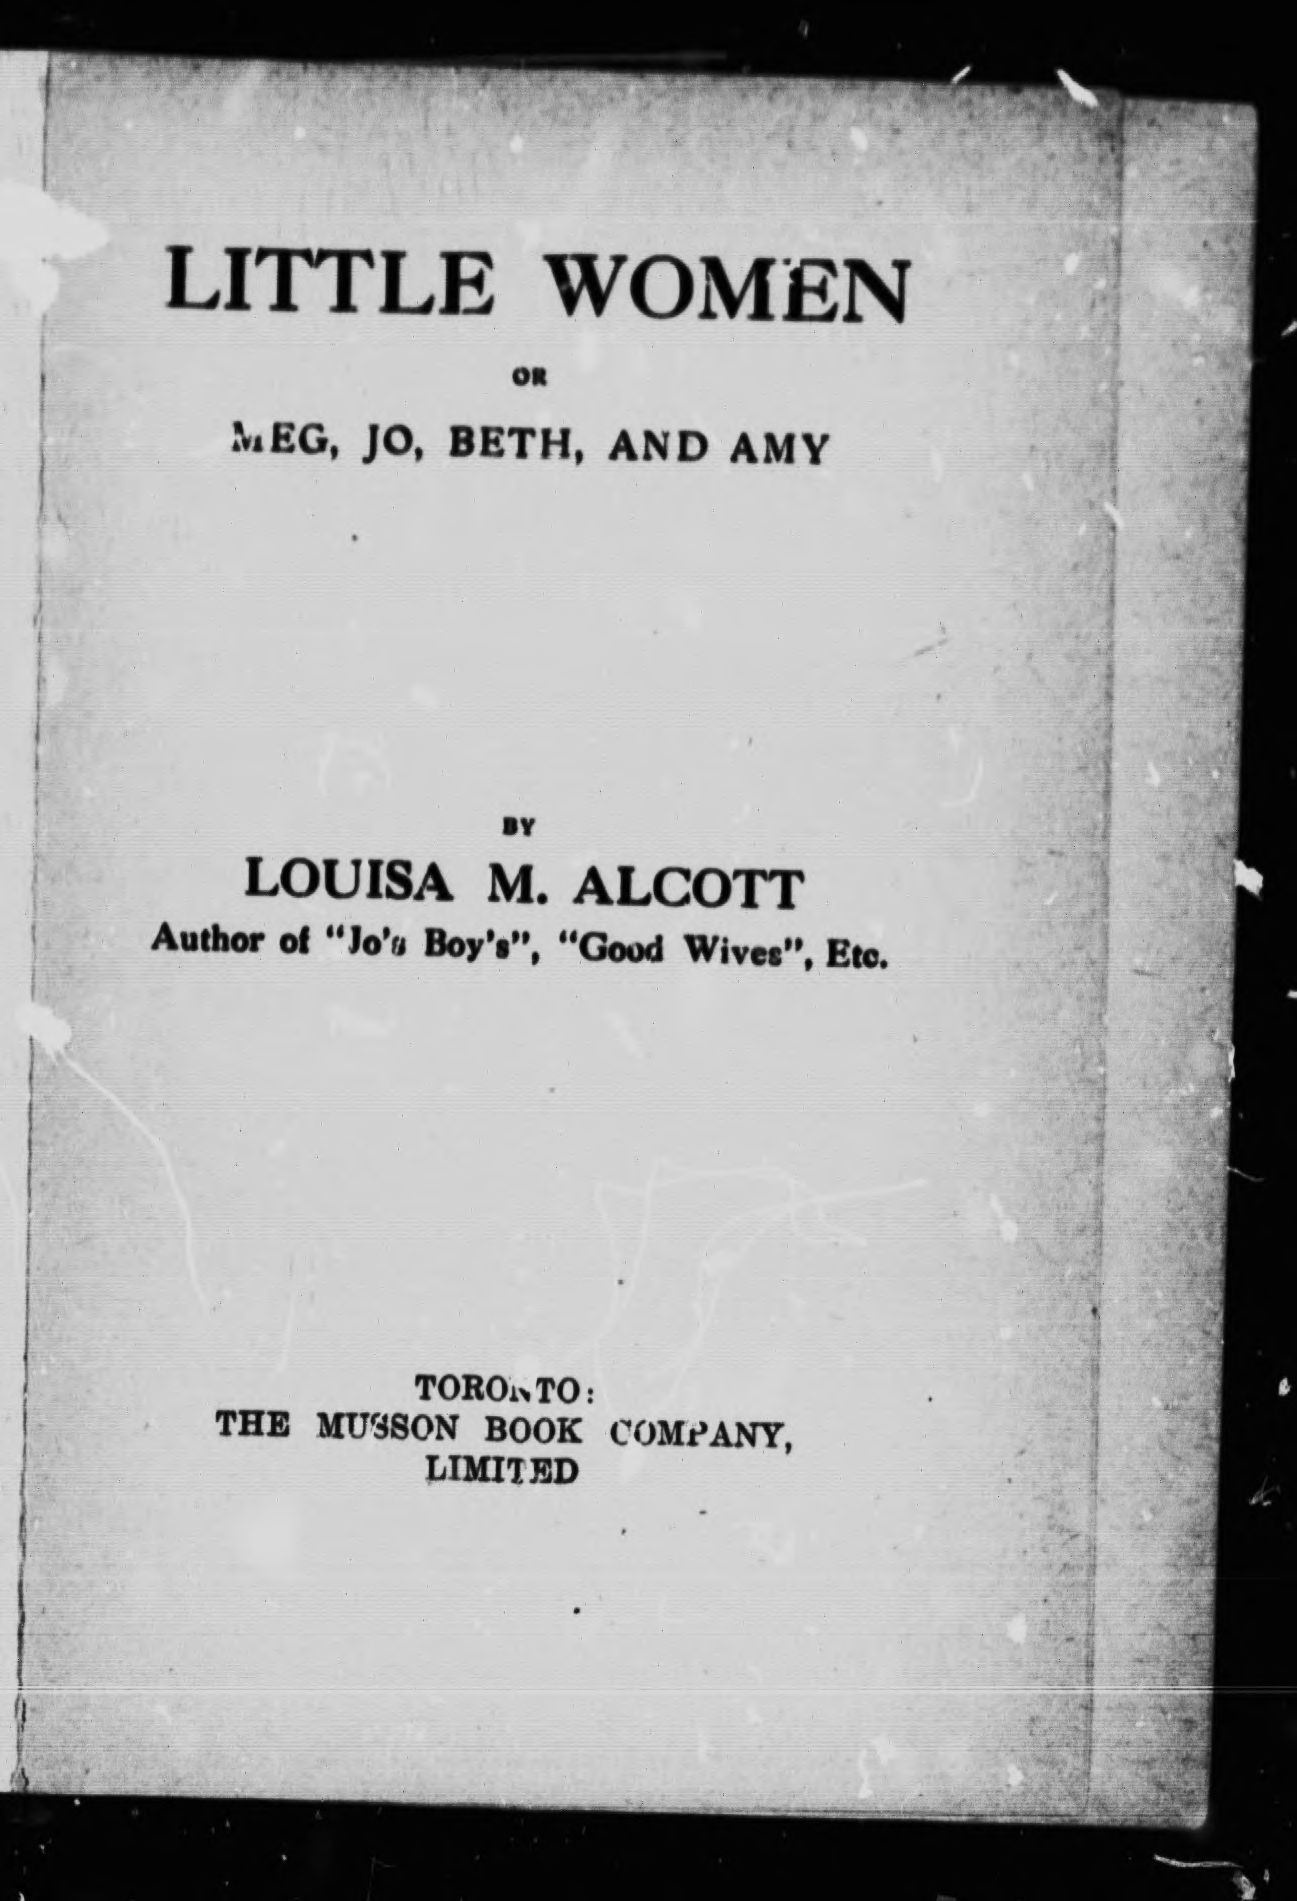 LITTLE WOMEN
OR
MEG, JO, BETH, AND AMY
BY
LOUISA M. ALCOTT
Author of "Jo's Boy's", "Good Wives", Etc.
TORONTO:
THE MUSSON BOOK COMPANY,
LIMITED